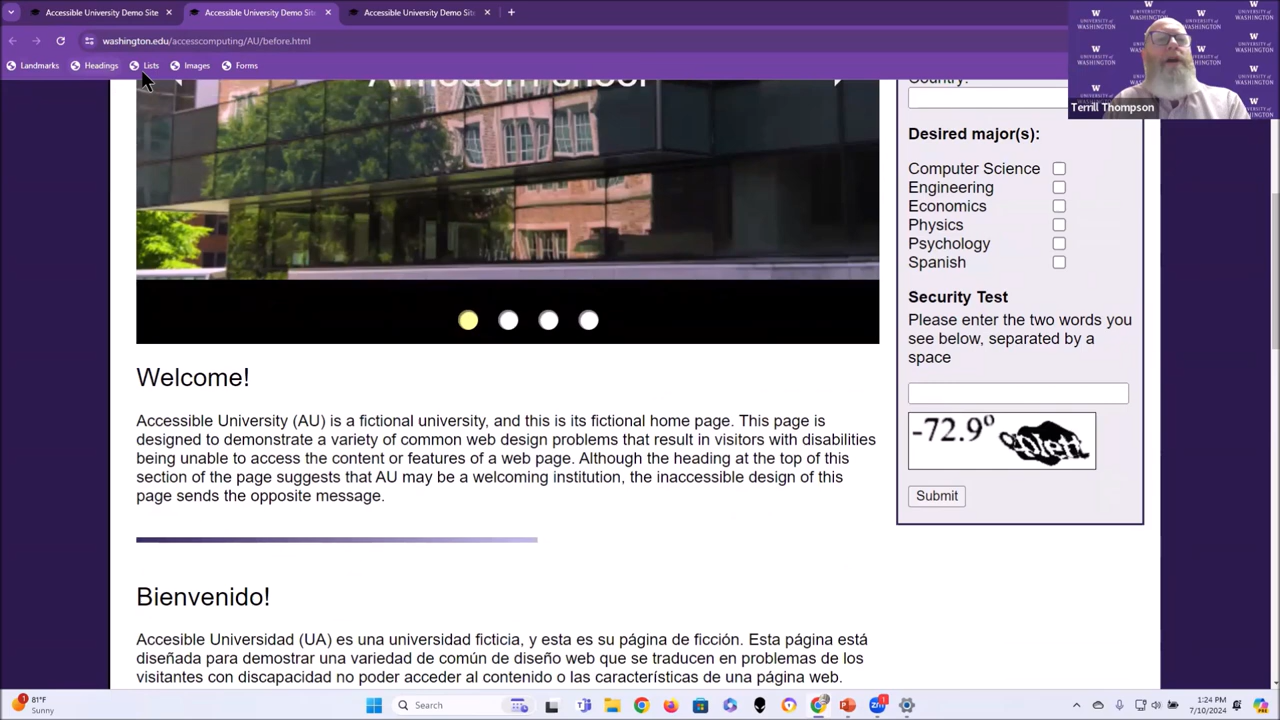 Accessible University Demo Site
Accessible University Demo Site
Accessible University Demo Site
washington.edu/accesscomputing/AU/before.html
Landmarks
Headings
Lists
Images
Forms
UNIVERSITY of WASHINGTON
Terrill Thompson
Country:
Desired major(s):
Computer Science
Engineering
Economics
Physics
Psychology
Spanish
Security Test
Please enter the two words you
see below, separated by a
space
-72.9º
Submit
Welcome!
Accessible University (AU) is a fictional university, and this is its fictional home page. This page is
designed to demonstrate a variety of common web design problems that result in visitors with disabilities
being unable to access the content or features of a web page. Although the heading at the top of this
section of the page suggests that AU may be a welcoming institution, the inaccessible design of this
page sends the opposite message.
Bienvenido!
Accesible Universidad (UA) es una universidad ficticia, y esta es su página de ficción. Esta página está
diseñada para demostrar una variedad de común de diseño web que se traducen en problemas de los
visitantes con discapacidad no poder acceder al contenido o las características de una página web.
81°F
Sunny
Search
1:24 PM
7/10/2024